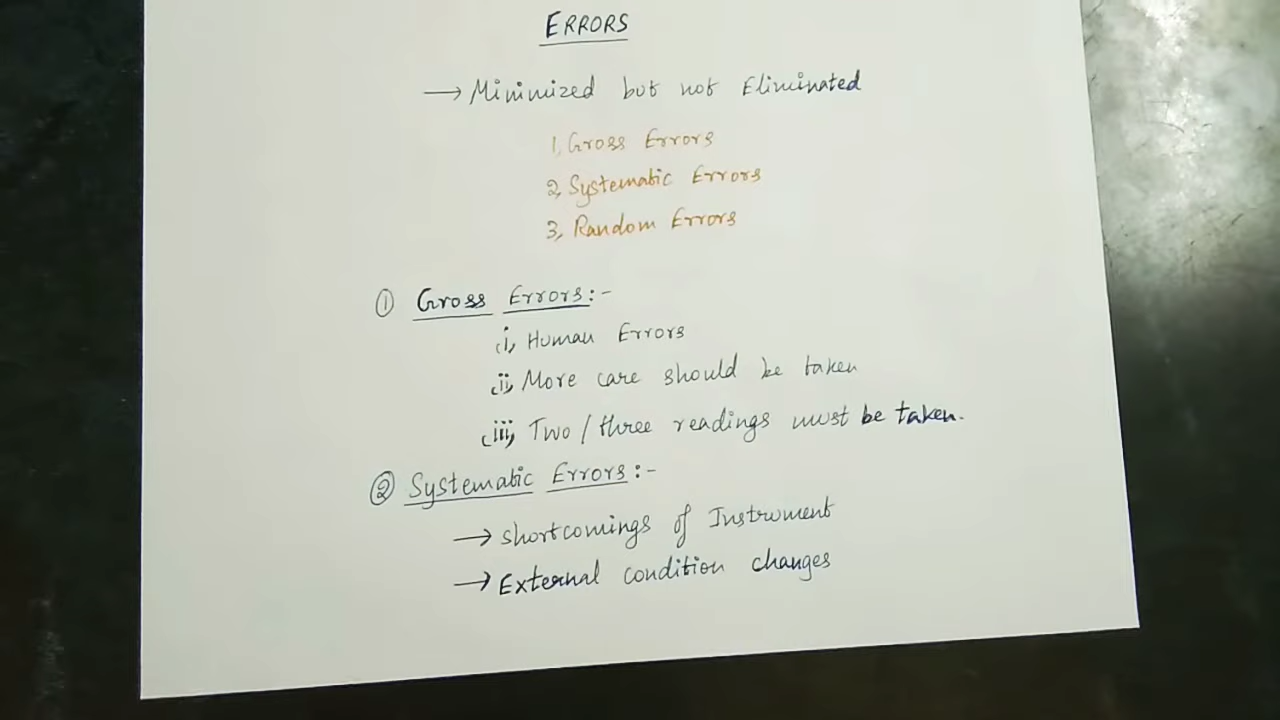 ERRORS
→ Minimized but not Eliminated
1, Gross Errors
2, Systematic Errors
3, Random Errors
① Gross Errors:-
(i, Human Errors
(ii, More care should be taken
(iii, Two / three readings must be taken.
② Systematic Errors:-
→ Shortcomings of Instrument
→ External condition changes